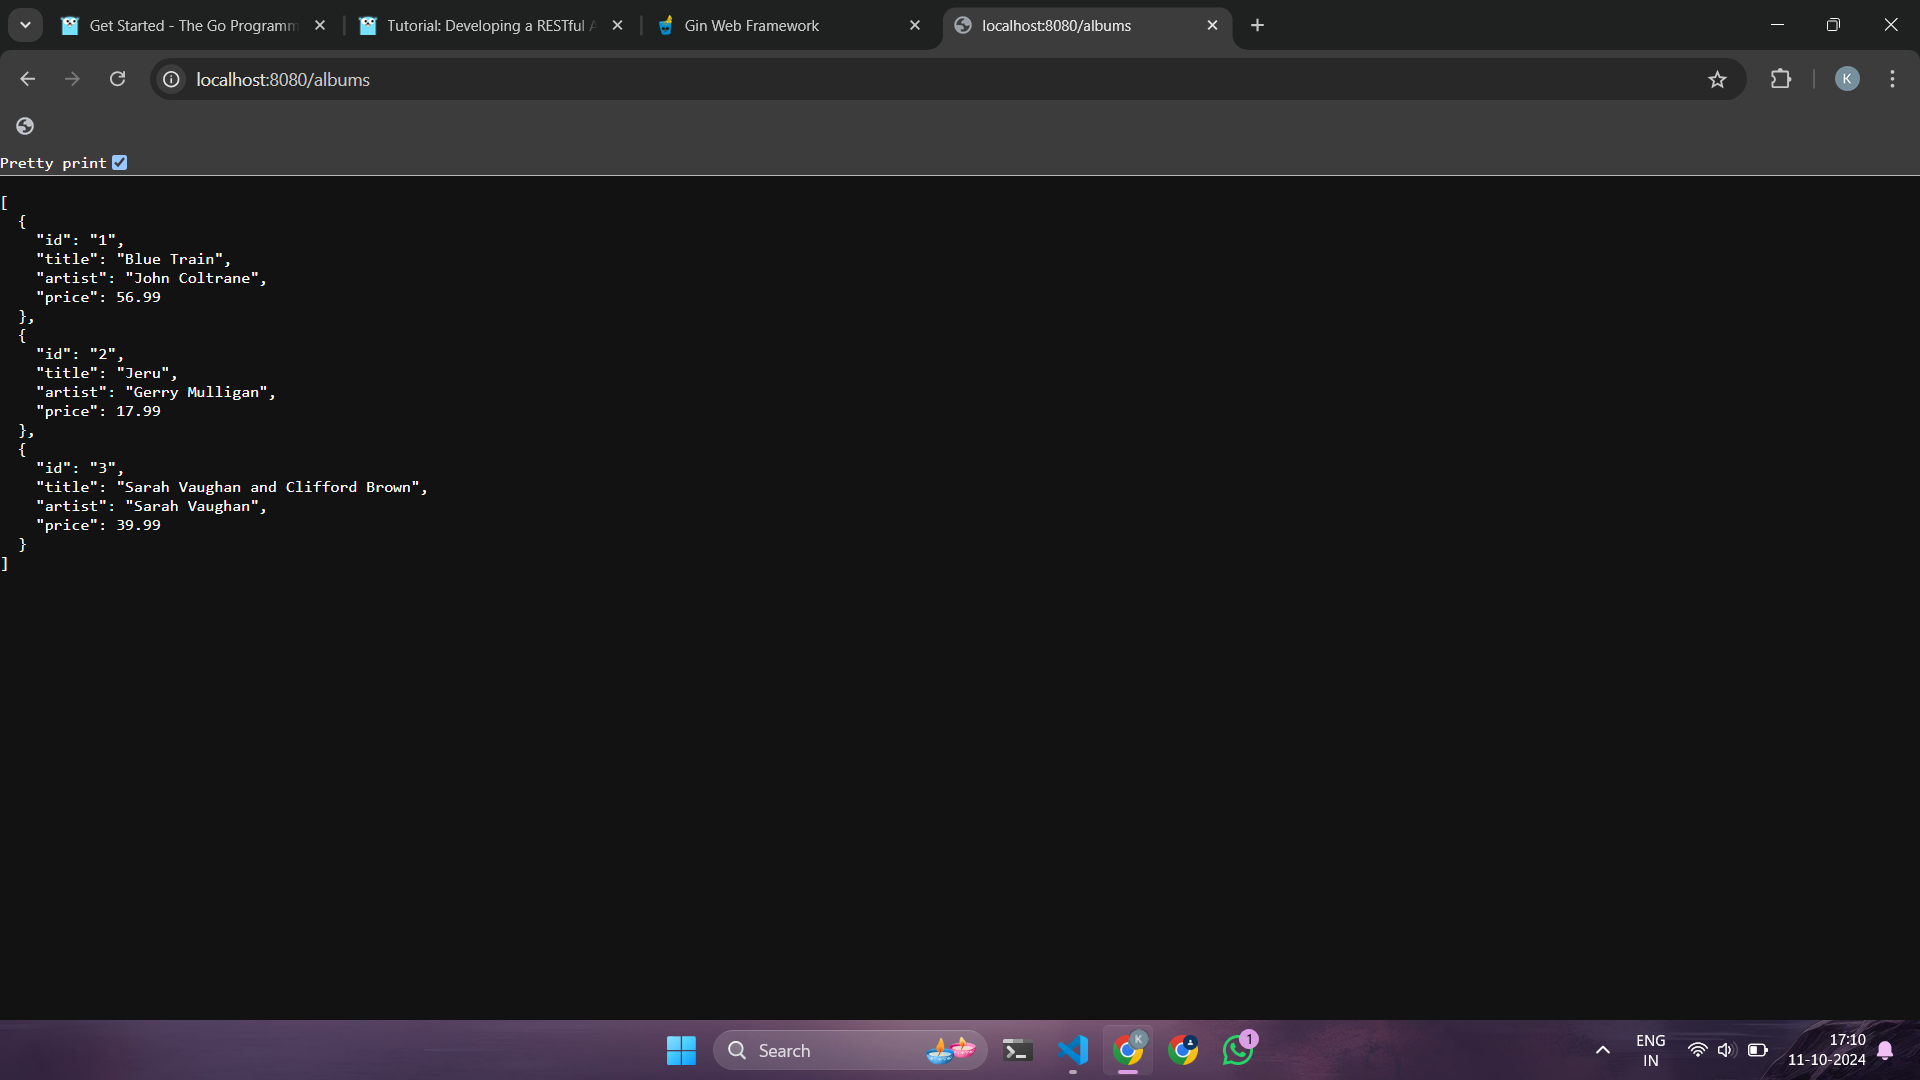 Get Started - The Go Programm
Tutorial: Developing a RESTful A
Gin Web Framework
localhost:8080/albums
localhost:8080/albums
K
Pretty print
[
  {
    "id": "1",
    "title": "Blue Train",
    "artist": "John Coltrane",
    "price": 56.99
  },
  {
    "id": "2",
    "title": "Jeru",
    "artist": "Gerry Mulligan",
    "price": 17.99
  },
  {
    "id": "3",
    "title": "Sarah Vaughan and Clifford Brown",
    "artist": "Sarah Vaughan",
    "price": 39.99
  }
]
Search
K
1
ENG
IN
17:10
11-10-2024